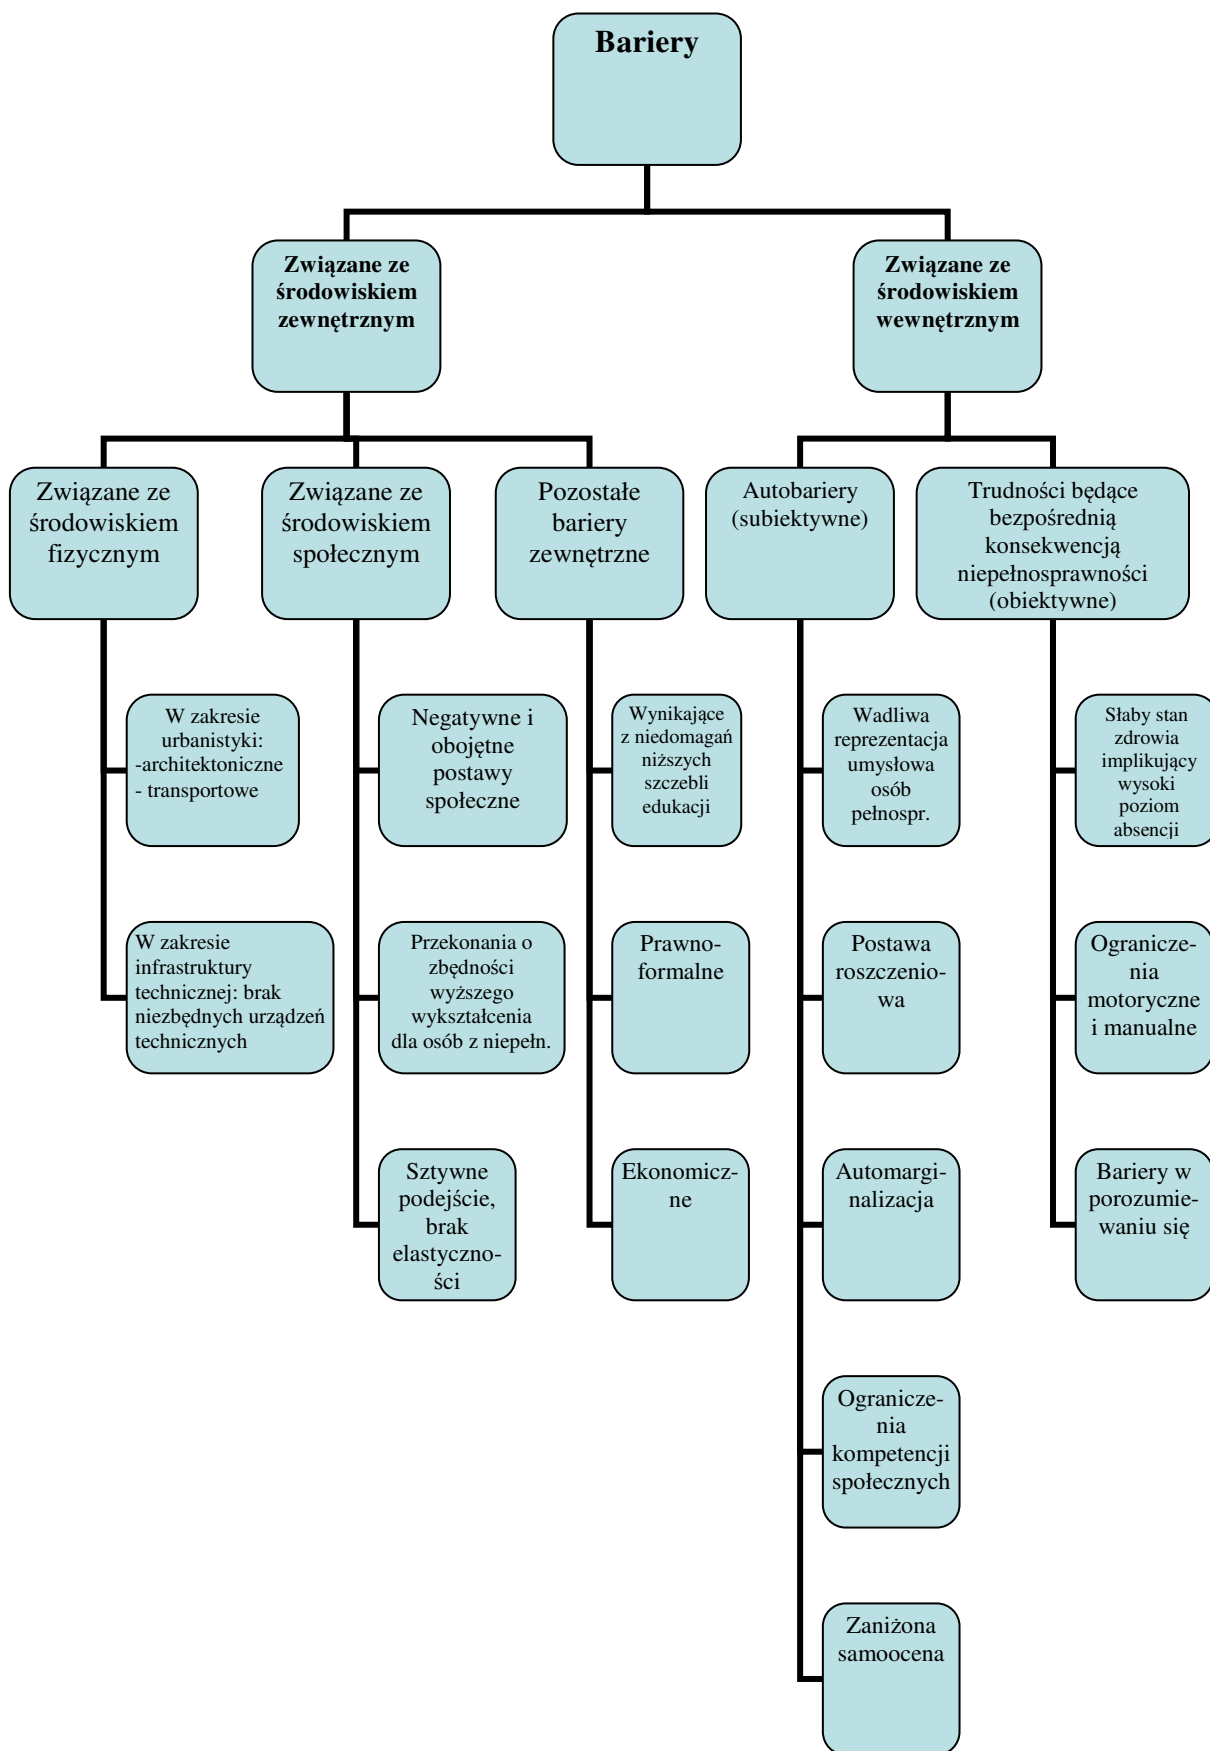 Bariery
Związane ze
środowiskiem
zewnętrznym
Związane ze
środowiskiem
wewnętrznym
Związane ze
środowiskiem
fizycznym
Związane ze
środowiskiem
społecznym
Pozostałe
bariery
zewnętrzne
Autobariery
(subiektywne)
Trudności będące
bezpośrednią
konsekwencją
niepełnosprawności
(obiektywne)
W zakresie
urbanistyki:
-architektoniczne
- transportowe
Negatywne i
obojętne
postawy
społeczne
Wynikające
z niedomagań
niższych
szczebli
edukacji
Wadliwa
reprezentacja
umysłowa
osób
pełnospr.
Słaby stan
zdrowia
implikujący
wysoki
poziom
absencji
W zakresie
infrastruktury
technicznej: brak
niezbędnych urządzeń
technicznych
Przekonania o
zbędności
wyższego
wykształcenia
dla osób z niepełn.
Prawno-
formalne
Postawa
roszczenio-
wa
Ogranicze-
nia
motoryczne
i manualne
Sztywne
podejście,
brak
elastyczno-
ści
Ekonomicz-
ne
Automargi-
nalizacja
Bariery w
porozumie-
waniu się
Ogranicze-
nia
kompetencji
społecznych
Zaniżona
samoocena